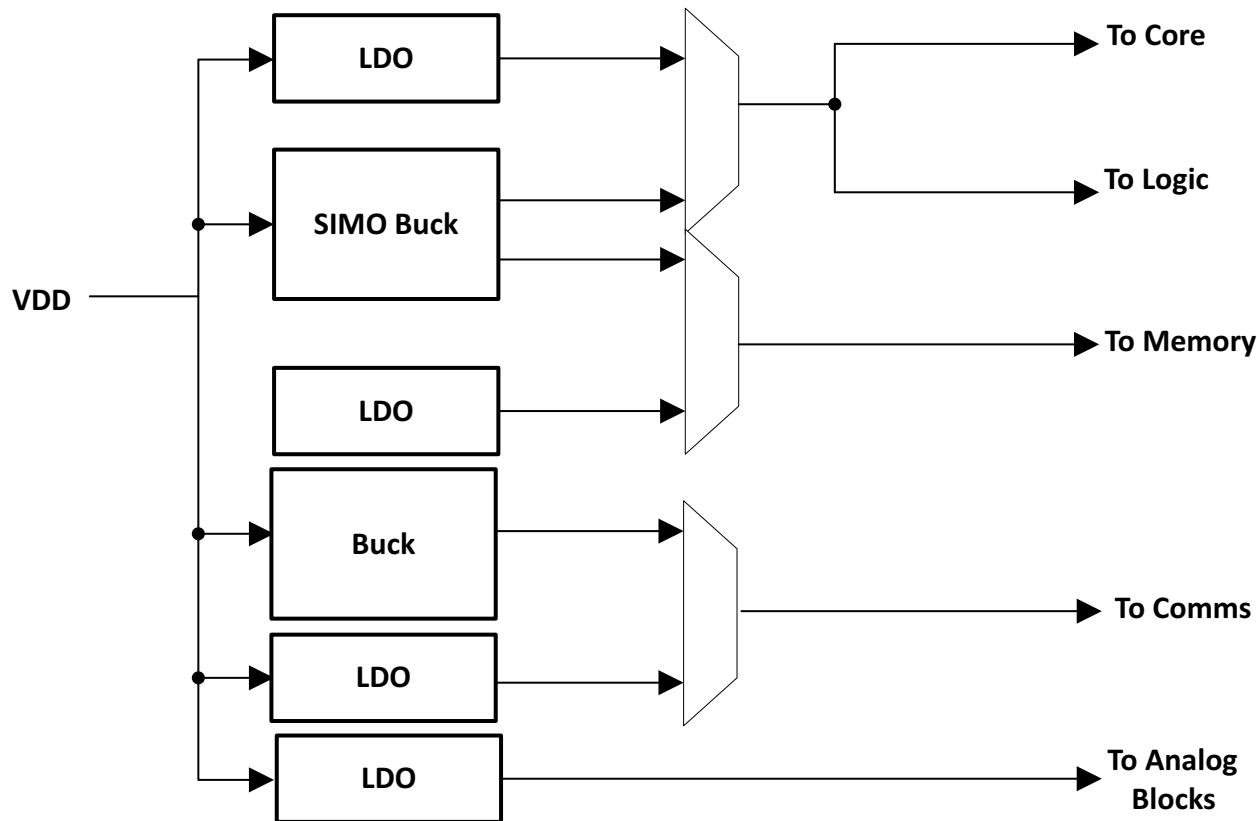 LDO
To Core
SIMO Buck
To Logic
VDD
To Memory
LDO
Buck
To Comms
LDO
LDO
To Analog
Blocks